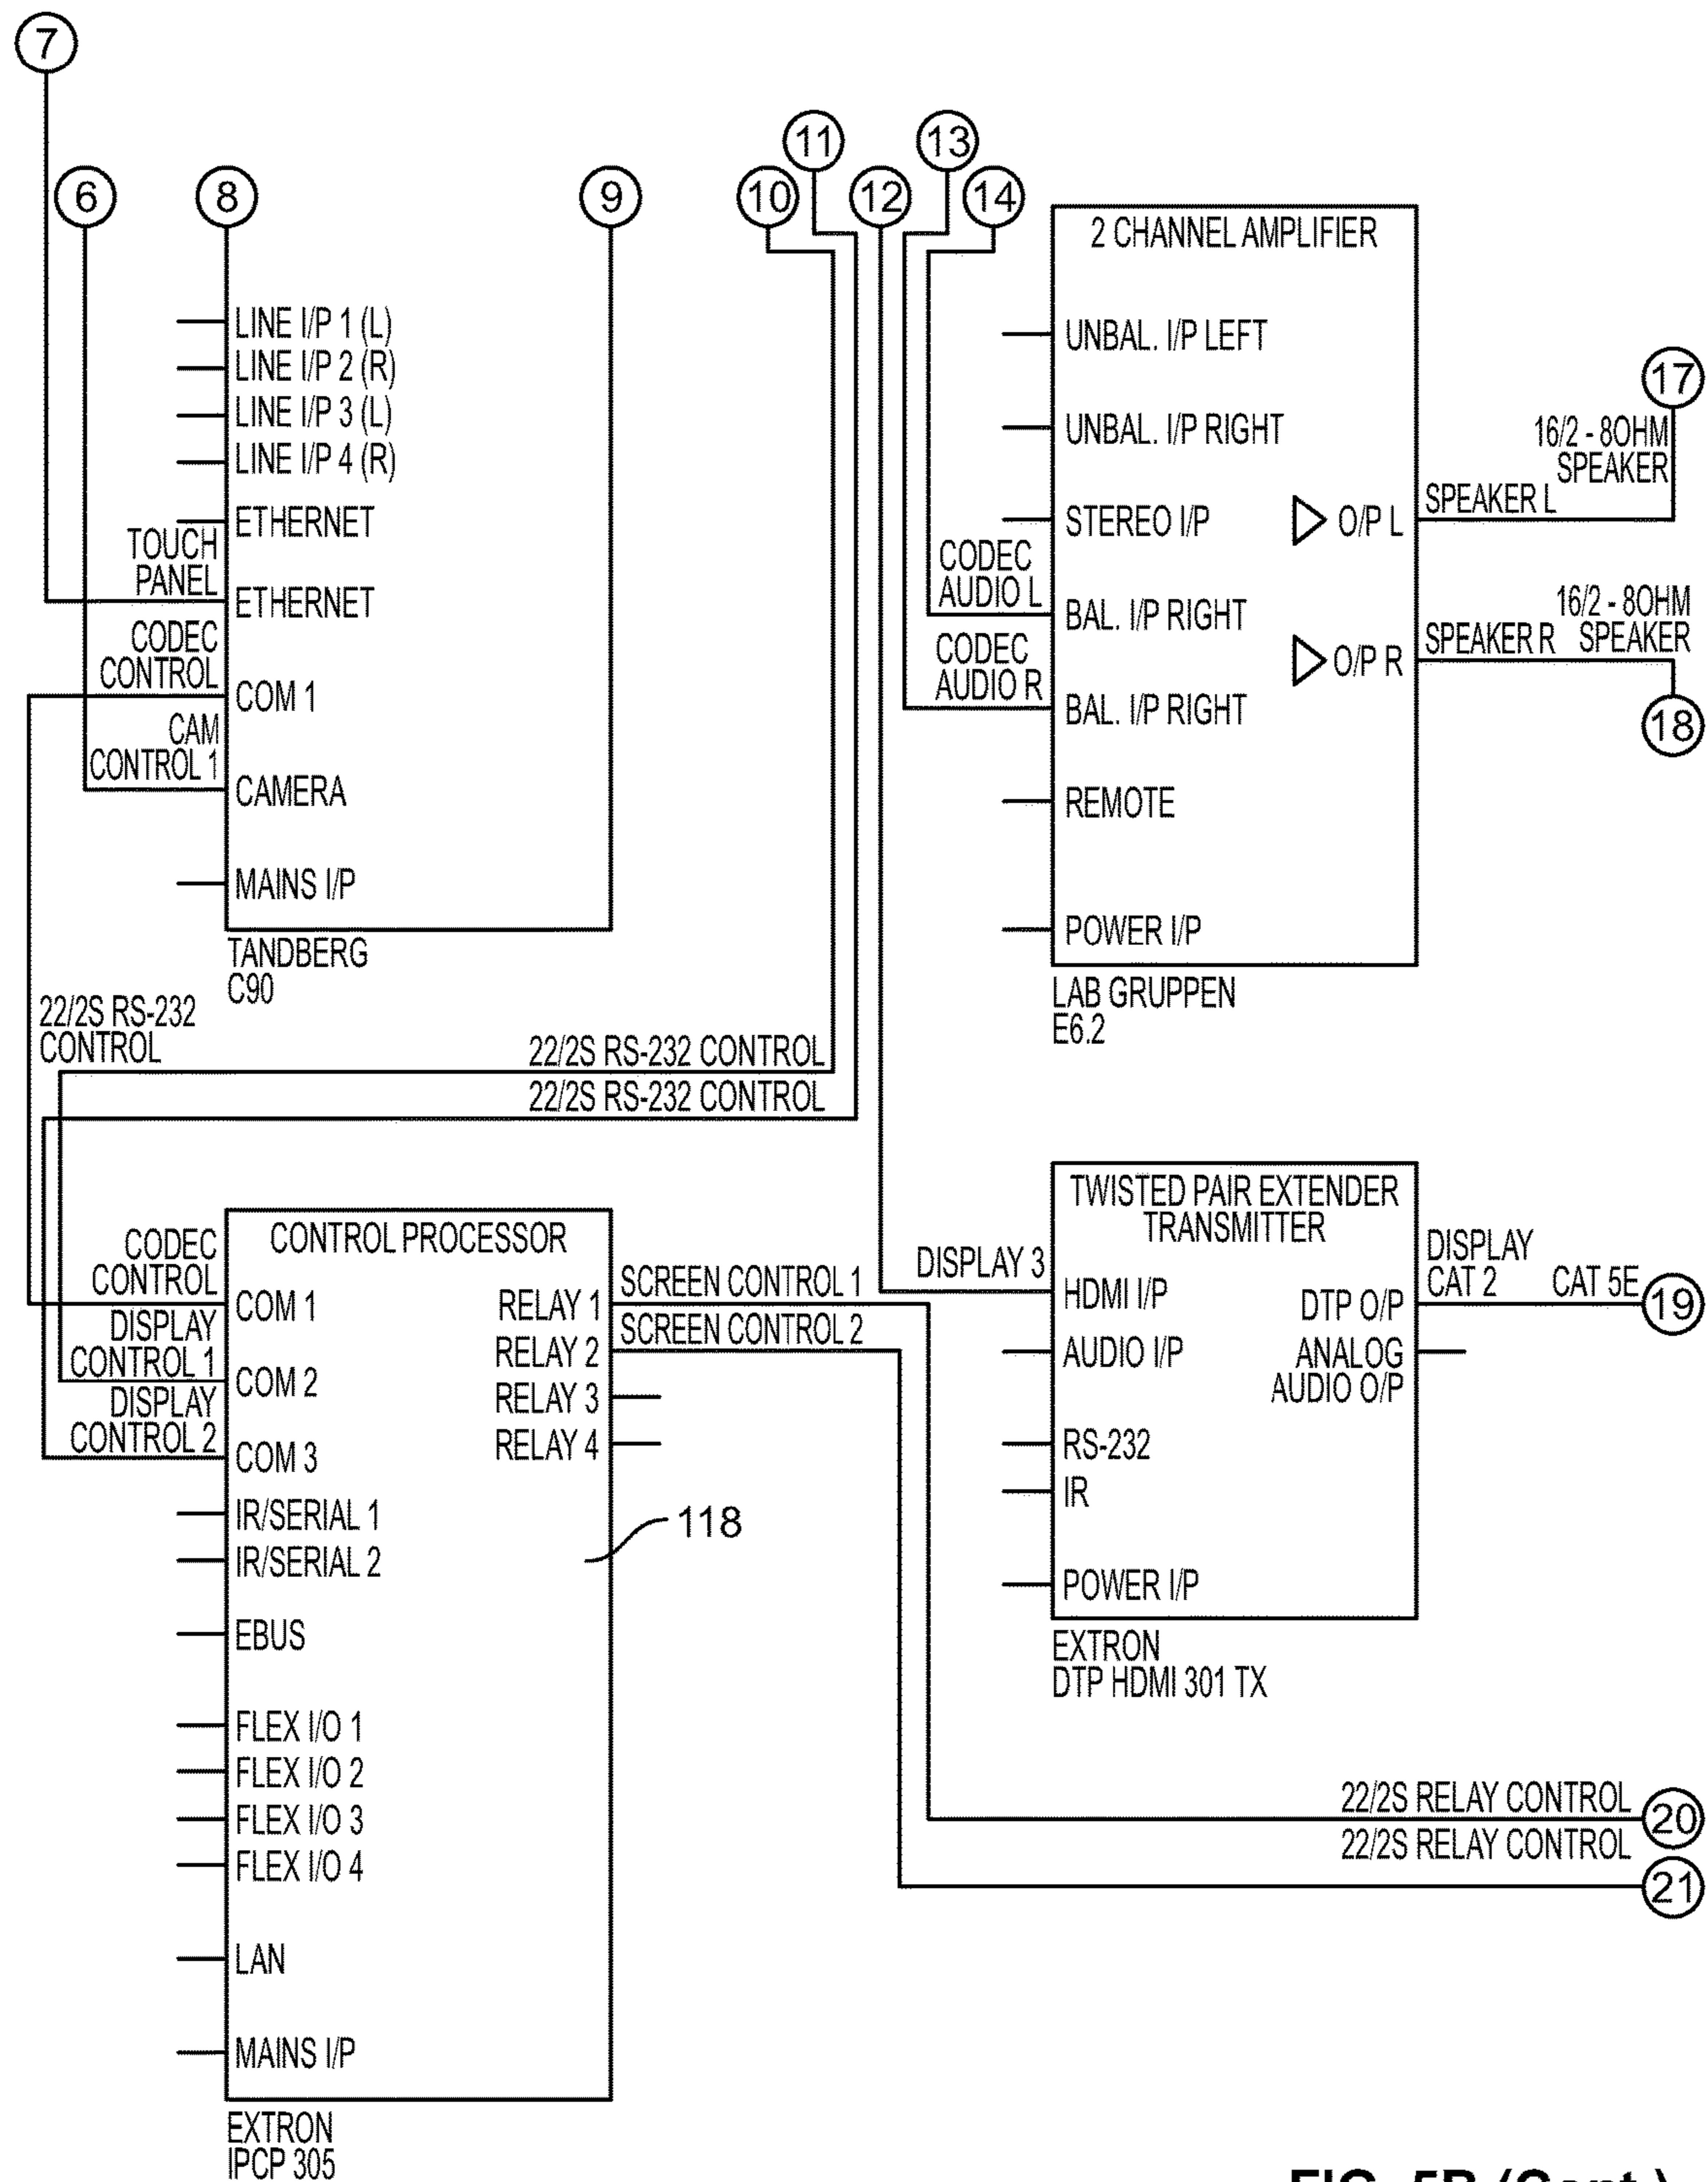 7
11
13
6
8
9
10
12
14
LINE I/P 1 (L)
LINE I/P 2 (R)
LINE I/P 3 (L)
LINE I/P 4 (R)
ETHERNET
TOUCH
PANEL
ETHERNET
CODEC
CONTROL
COM 1
CAM
CONTROL 1
CAMERA
MAINS I/P
TANDBERG
C90
2 CHANNEL AMPLIFIER
UNBAL. I/P LEFT
UNBAL. I/P RIGHT
STEREO I/P
CODEC
AUDIO L
BAL. I/P RIGHT
CODEC
AUDIO R
BAL. I/P RIGHT
REMOTE
POWER I/P
O/P L
O/P R
SPEAKER L
16/2 - 8OHM
SPEAKER
17
SPEAKER R
16/2 - 8OHM
SPEAKER
18
LAB GRUPPEN
E6.2
22/2S RS-232
CONTROL
22/2S RS-232 CONTROL
22/2S RS-232 CONTROL
CONTROL PROCESSOR
CODEC
CONTROL
COM 1
DISPLAY
CONTROL 1
COM 2
DISPLAY
CONTROL 2
COM 3
IR/SERIAL 1
IR/SERIAL 2
EBUS
FLEX I/O 1
FLEX I/O 2
FLEX I/O 3
FLEX I/O 4
LAN
MAINS I/P
RELAY 1
RELAY 2
RELAY 3
RELAY 4
SCREEN CONTROL 1
SCREEN CONTROL 2
118
EXTRON
IPCP 305
TWISTED PAIR EXTENDER
TRANSMITTER
DISPLAY 3
HDMI I/P
AUDIO I/P
RS-232
IR
POWER I/P
DTP O/P
ANALOG
AUDIO O/P
DISPLAY
CAT 2
CAT 5E
19
EXTRON
DTP HDMI 301 TX
22/2S RELAY CONTROL
20
22/2S RELAY CONTROL
21
FIG. 5B (Cont.)